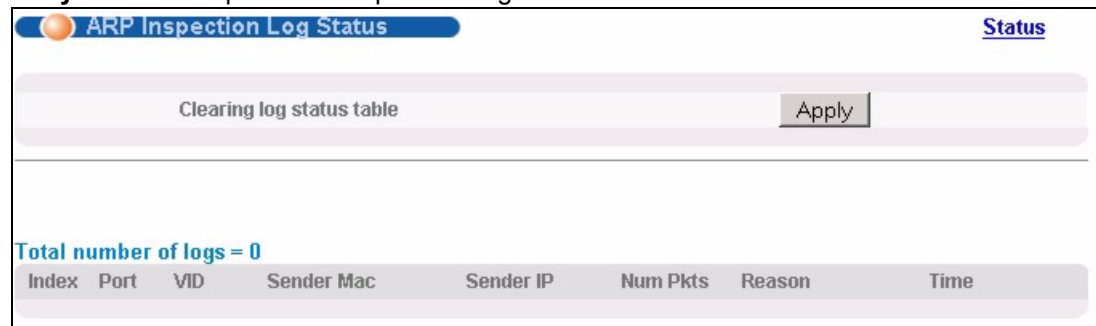 ARP Inspection Log Status
Status
Clearing log status table
Apply
Total number of logs = 0
Index Port VID Sender Mac Sender IP Num Pkts Reason Time